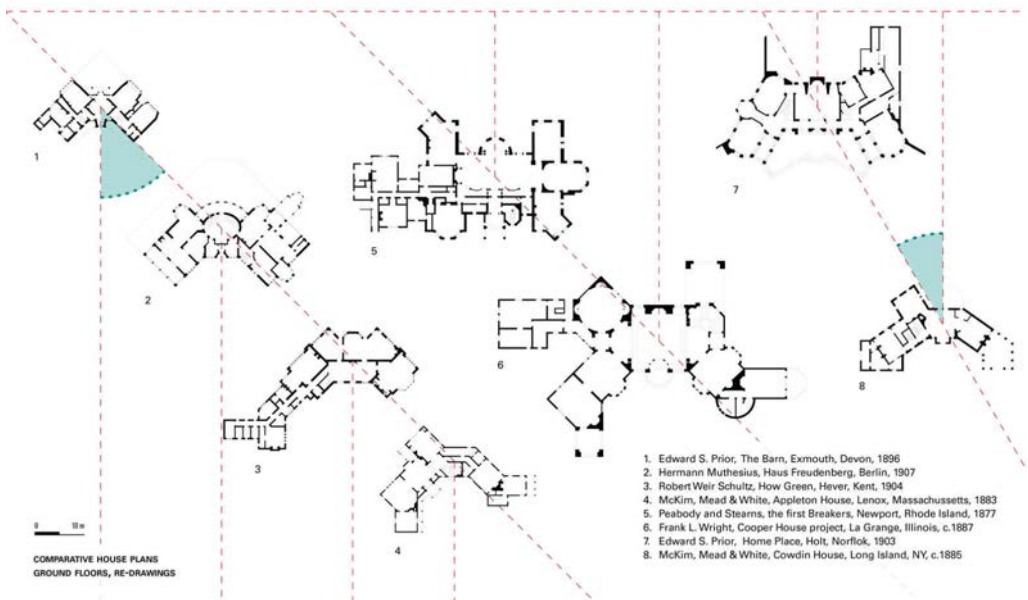 1
2
3
4
5
6
7
8
1. Edward S. Prior, The Barn, Exmouth, Devon, 1896
2. Hermann Muthesius, Haus Freudenberg, Berlin, 1907
3. Robert Weir Schultz, How Green, Hever, Kent, 1904
4. McKim, Mead & White, Appleton House, Lenox, Massachussetts, 1883
5. Peabody and Stearns, the first Breakers, Newport, Rhode Island, 1877
6. Frank L. Wright, Cooper House project, La Grange, Illinois, c.1887
7. Edward S. Prior, Home Place, Holt, Norflok, 1903
8. McKim, Mead & White, Cowdin House, Long Island, NY, c.1885
0 10 m
COMPARATIVE HOUSE PLANS
GROUND FLOORS, RE-DRAWINGS